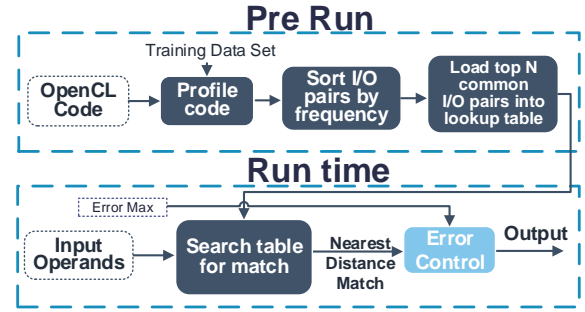 Pre Run
Training Data Set
OpenCL
Code
Profile
code
Sort I/O
pairs by
frequency
Load top N
common
I/O pairs into
lookup table
Run time
Error Max
Input
Operands
Search table
for match
Nearest
Distance
Match
Error
Control
Output